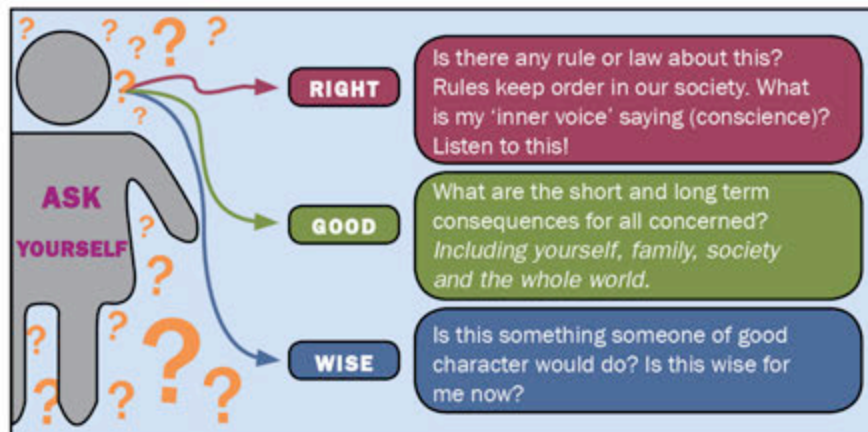 ASK
YOURSELF
RIGHT
Is there any rule or law about this?
Rules keep order in our society. What
is my ‘inner voice’ saying (conscience)?
Listen to this!
GOOD
What are the short and long term
consequences for all concerned?
Including yourself, family, society
and the whole world.
WISE
Is this something someone of good
character would do? Is this wise for
me now?